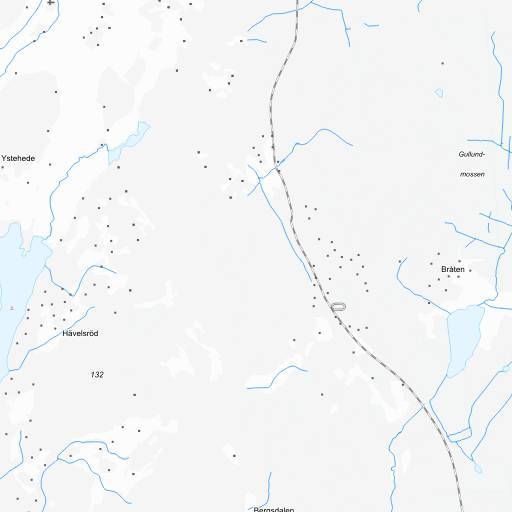 Ystehede
Gullund-
mossen
Bråten
Hävelsröd
132
Bergsdalen